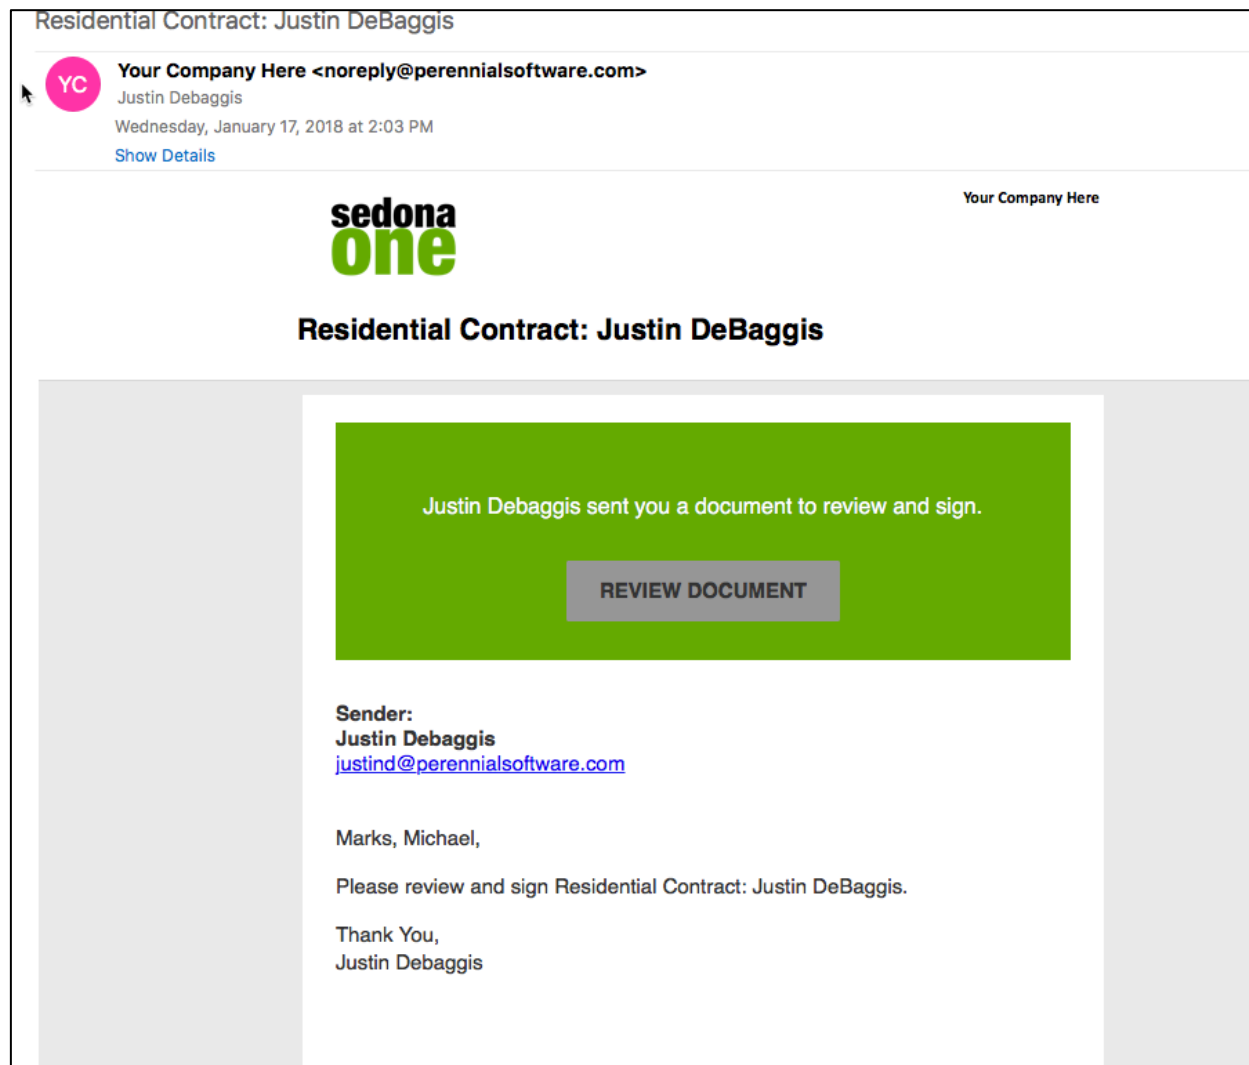 Residential Contract: Justin DeBaggis
YC
Your Company Here <noreply@perennialsoftware.com>
Justin Debaggis
Wednesday, January 17, 2018 at 2:03 PM
Show Details
sedona
one
Your Company Here
Residential Contract: Justin DeBaggis
Justin Debaggis sent you a document to review and sign.
REVIEW DOCUMENT
Sender:
Justin Debaggis
justind@perennialsoftware.com
Marks, Michael,
Please review and sign Residential Contract: Justin DeBaggis.
Thank You,
Justin Debaggis